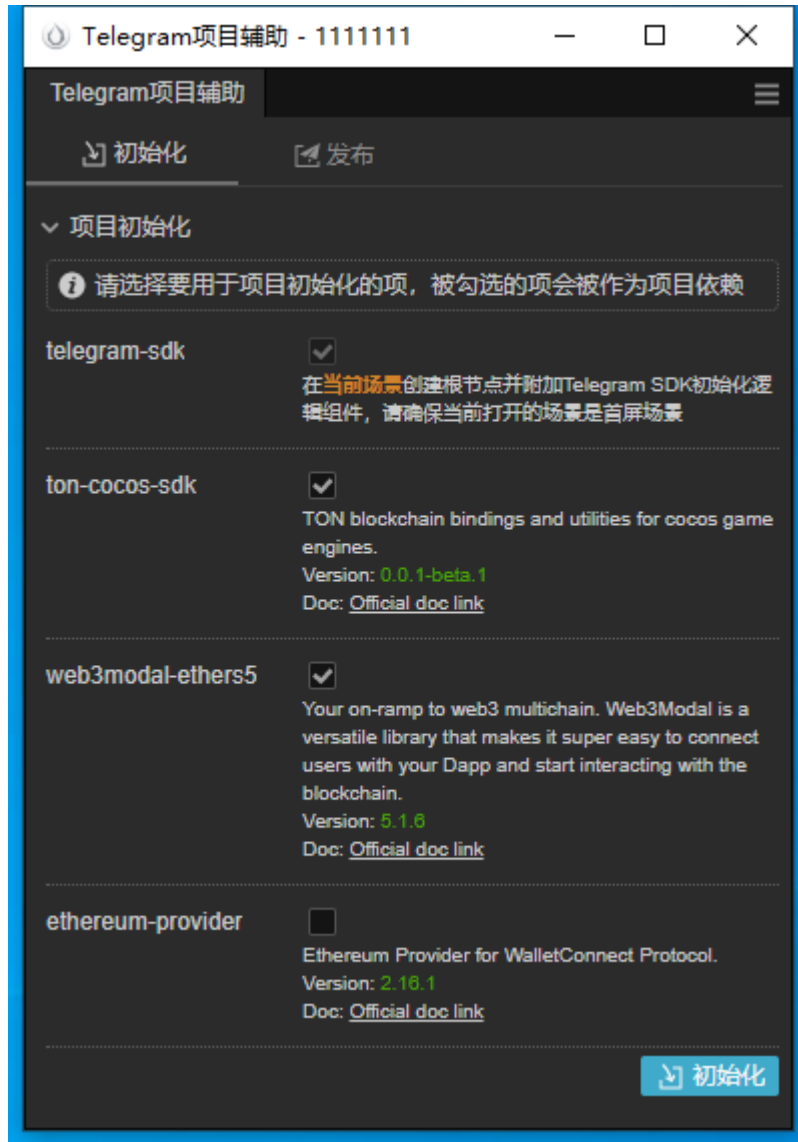 Telegram项目辅助 - 1111111
Telegram项目辅助
初始化
发布
项目初始化
请选择要用于项目初始化的项，被勾选的项会被作为项目依赖
telegram-sdk
在当前场景创建根节点并附加Telegram SDK初始化逻
辑组件，请确保当前打开的场景是首屏场景
ton-cocos-sdk
TON blockchain bindings and utilities for cocos game
engines.
Version: 0.0.1-beta.1
Doc: Official doc link
web3modal-ethers5
Your on-ramp to web3 multichain. Web3Modal is a
versatile library that makes it super easy to connect
users with your Dapp and start interacting with the
blockchain.
Version: 5.1.6
Doc: Official doc link
ethereum-provider
Ethereum Provider for WalletConnect Protocol.
Version: 2.16.1
Doc: Official doc link
初始化